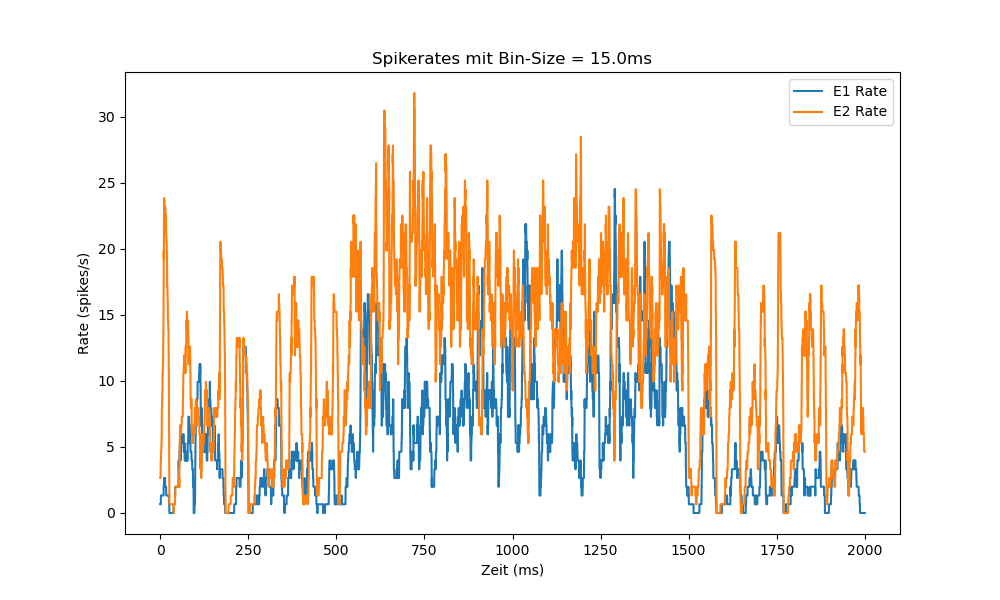 Spikerates mit Bin-Size = 15.0ms
E1 Rate
E2 Rate
Rate (spikes/s)
30
25
20
15
10
5
0
0 250 500 750 1000 1250 1500 1750 2000
Zeit (ms)